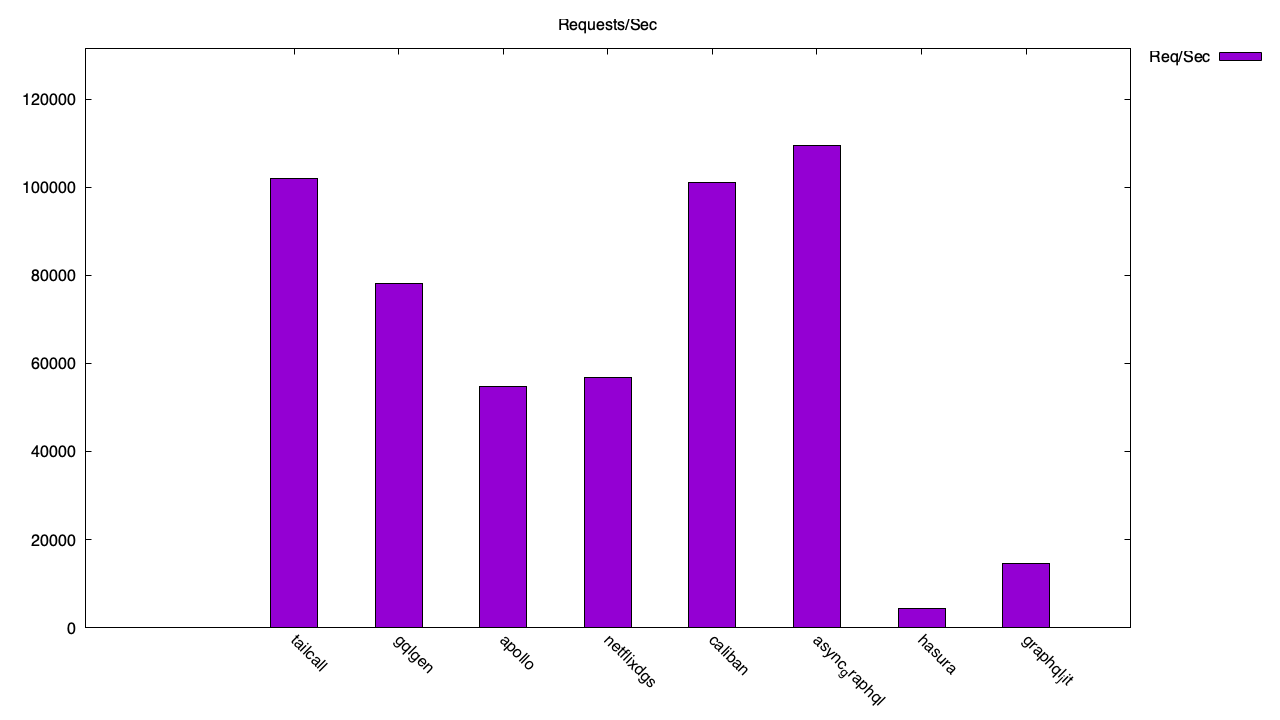 Requests/Sec
Req/Sec
120000
100000
80000
60000
40000
20000
0
tailcall
gqlgen
apollo
netflixdgs
caliban
async_graphql
hasura
graphql_jit